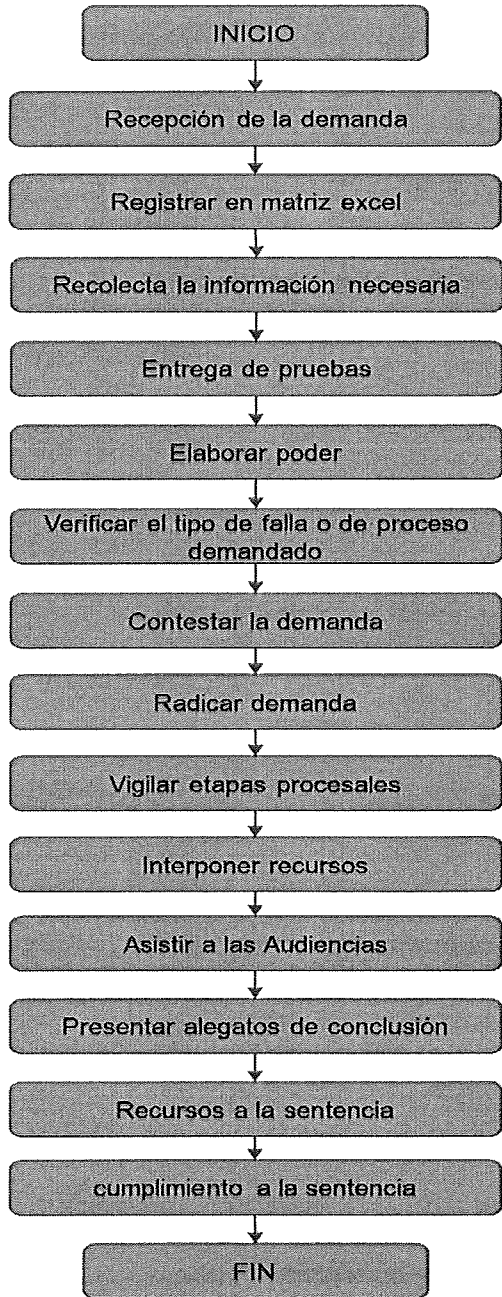 INICIO
Recepción de la demanda
Registrar en matriz excel
Recolecta la información necesaria
Entrega de pruebas
Elaborar poder
Verificar el tipo de falla o de proceso
demandado
Contestar la demanda
Radicar demanda
Vigilar etapas procesales
Interponer recursos
Asistir a las Audiencias
Presentar alegatos de conclusión
Recursos a la sentencia
cumplimiento a la sentencia
FIN